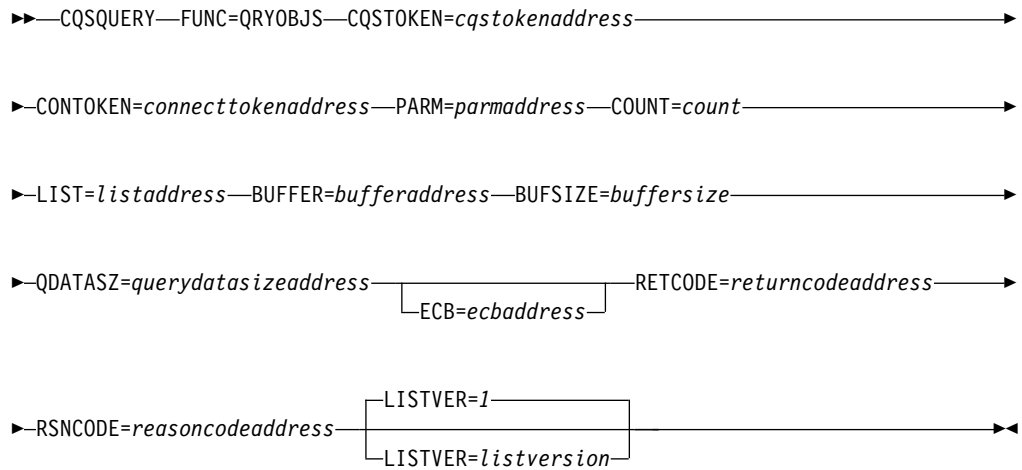 CQSQUERY FUNC=QRYOBJS CQSTOKEN=cqstokenaddress
CONTOKEN=connecttokenaddress PARM=parmaddress COUNT=count
LIST=listaddress BUFFER=bufferaddress BUFSIZE=buffersize
QDATASZ=querydatasizeaddress RETCODE=returncodeaddress
ECB=ecbaddress
LISTVER=1
RSNCODE=reasoncodeaddress
LISTVER=listversion